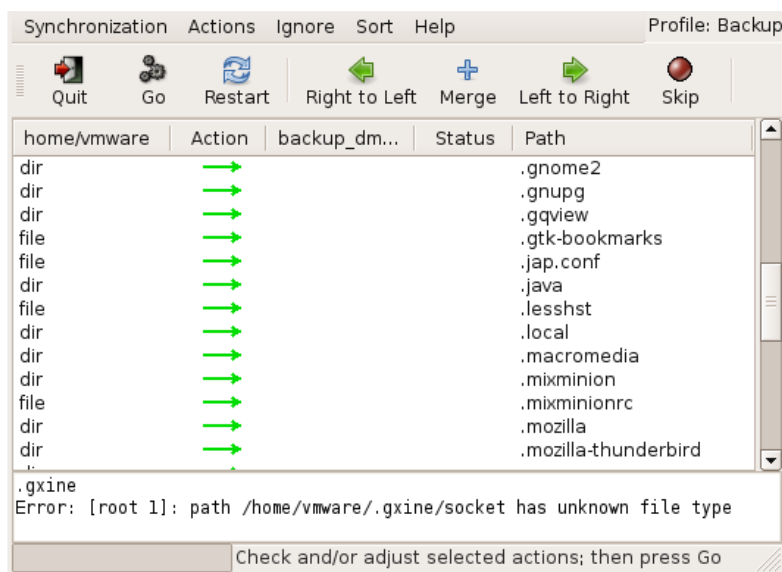 Synchronization Actions Ignore Sort Help Profile: Backup
Quit Go Restart Right to Left Merge Left to Right Skip
home/vmware Action backup_dm... Status Path
dir .gnome2
dir .gnupg
dir .gqview
file .gtk-bookmarks
file .jap.conf
dir .java
file .lesshst
dir .local
dir .macromedia
dir .mixminion
file .mixminionrc
dir .mozilla
dir .mozilla-thunderbird
.gxine
Error: [root 1]: path /home/vmware/.gxine/socket has unknown file type
Check and/or adjust selected actions; then press Go